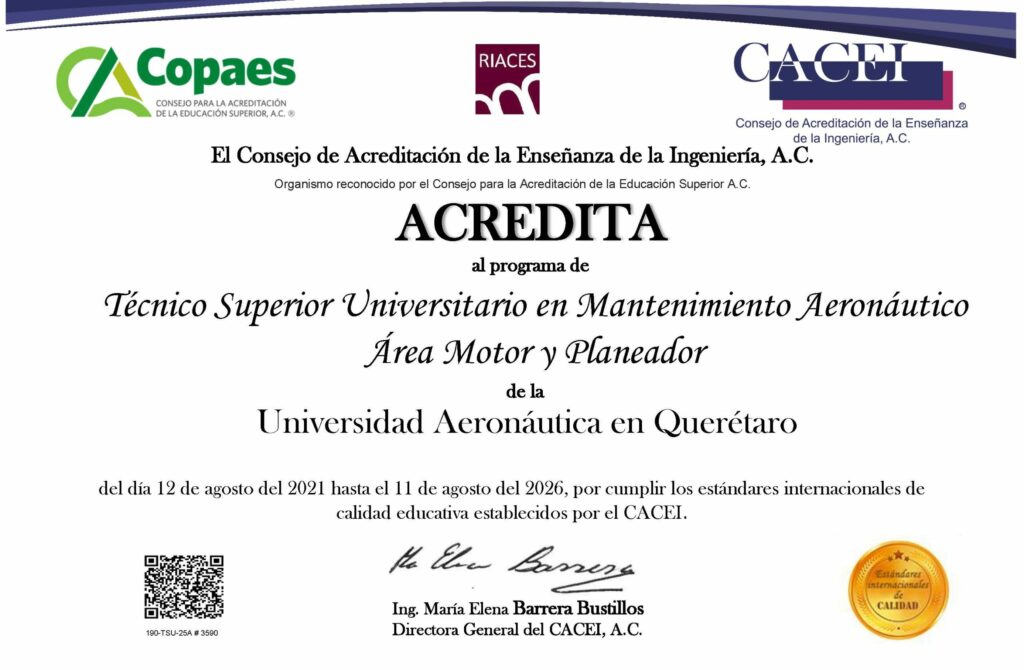 Copaes
CONSEJO PARA LA ACREDITACIÓN
DE LA EDUCACIÓN SUPERIOR, A.C. ®
RIACES
CACEI
®
Consejo de Acreditación de la Enseñanza
de la Ingeniería, A.C.
El Consejo de Acreditación de la Enseñanza de la Ingeniería, A.C.
Organismo reconocido por el Consejo para la Acreditación de la Educación Superior A.C.
ACREDITA
al programa de
Técnico Superior Universitario en Mantenimiento Aeronáutico
Área Motor y Planeador
de la
Universidad Aeronáutica en Querétaro
del día 12 de agosto del 2021 hasta el 11 de agosto del 2026, por cumplir los estándares internacionales de
calidad educativa establecidos por el CACEI.
Ma Elena Barrera
Ing. María Elena Barrera Bustillos
Directora General del CACEI, A.C.
190-TSU-25A # 3590
Estándares
internacionales
de
CALIDAD